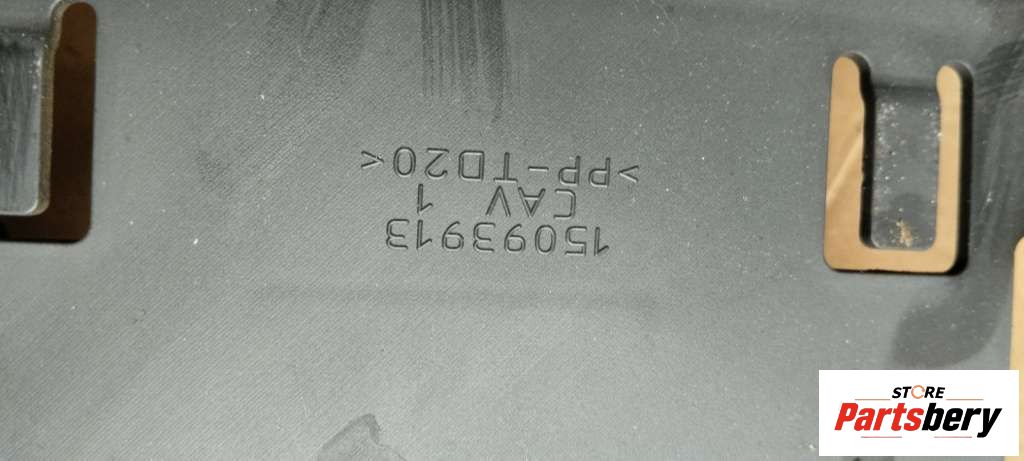 15093913
CAV 1
>PP-TD20<
STORE
Partsbery